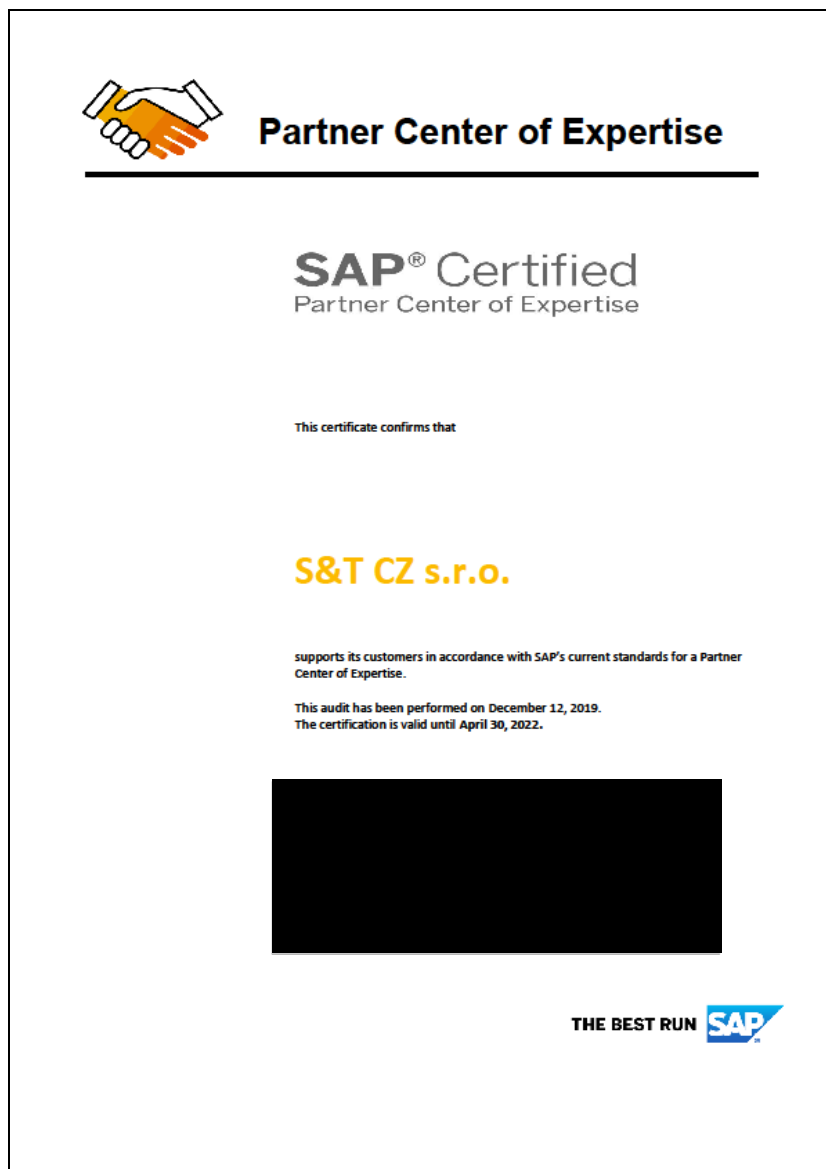 Partner Center of Expertise
SAP® Certified
Partner Center of Expertise
This certificate confirms that
S&T CZ s.r.o.
supports its customers in accordance with SAP's current standards for a Partner
Center of Expertise.
This audit has been performed on December 12, 2019.
The certification is valid until April 30, 2022.
THE BEST RUN SAP